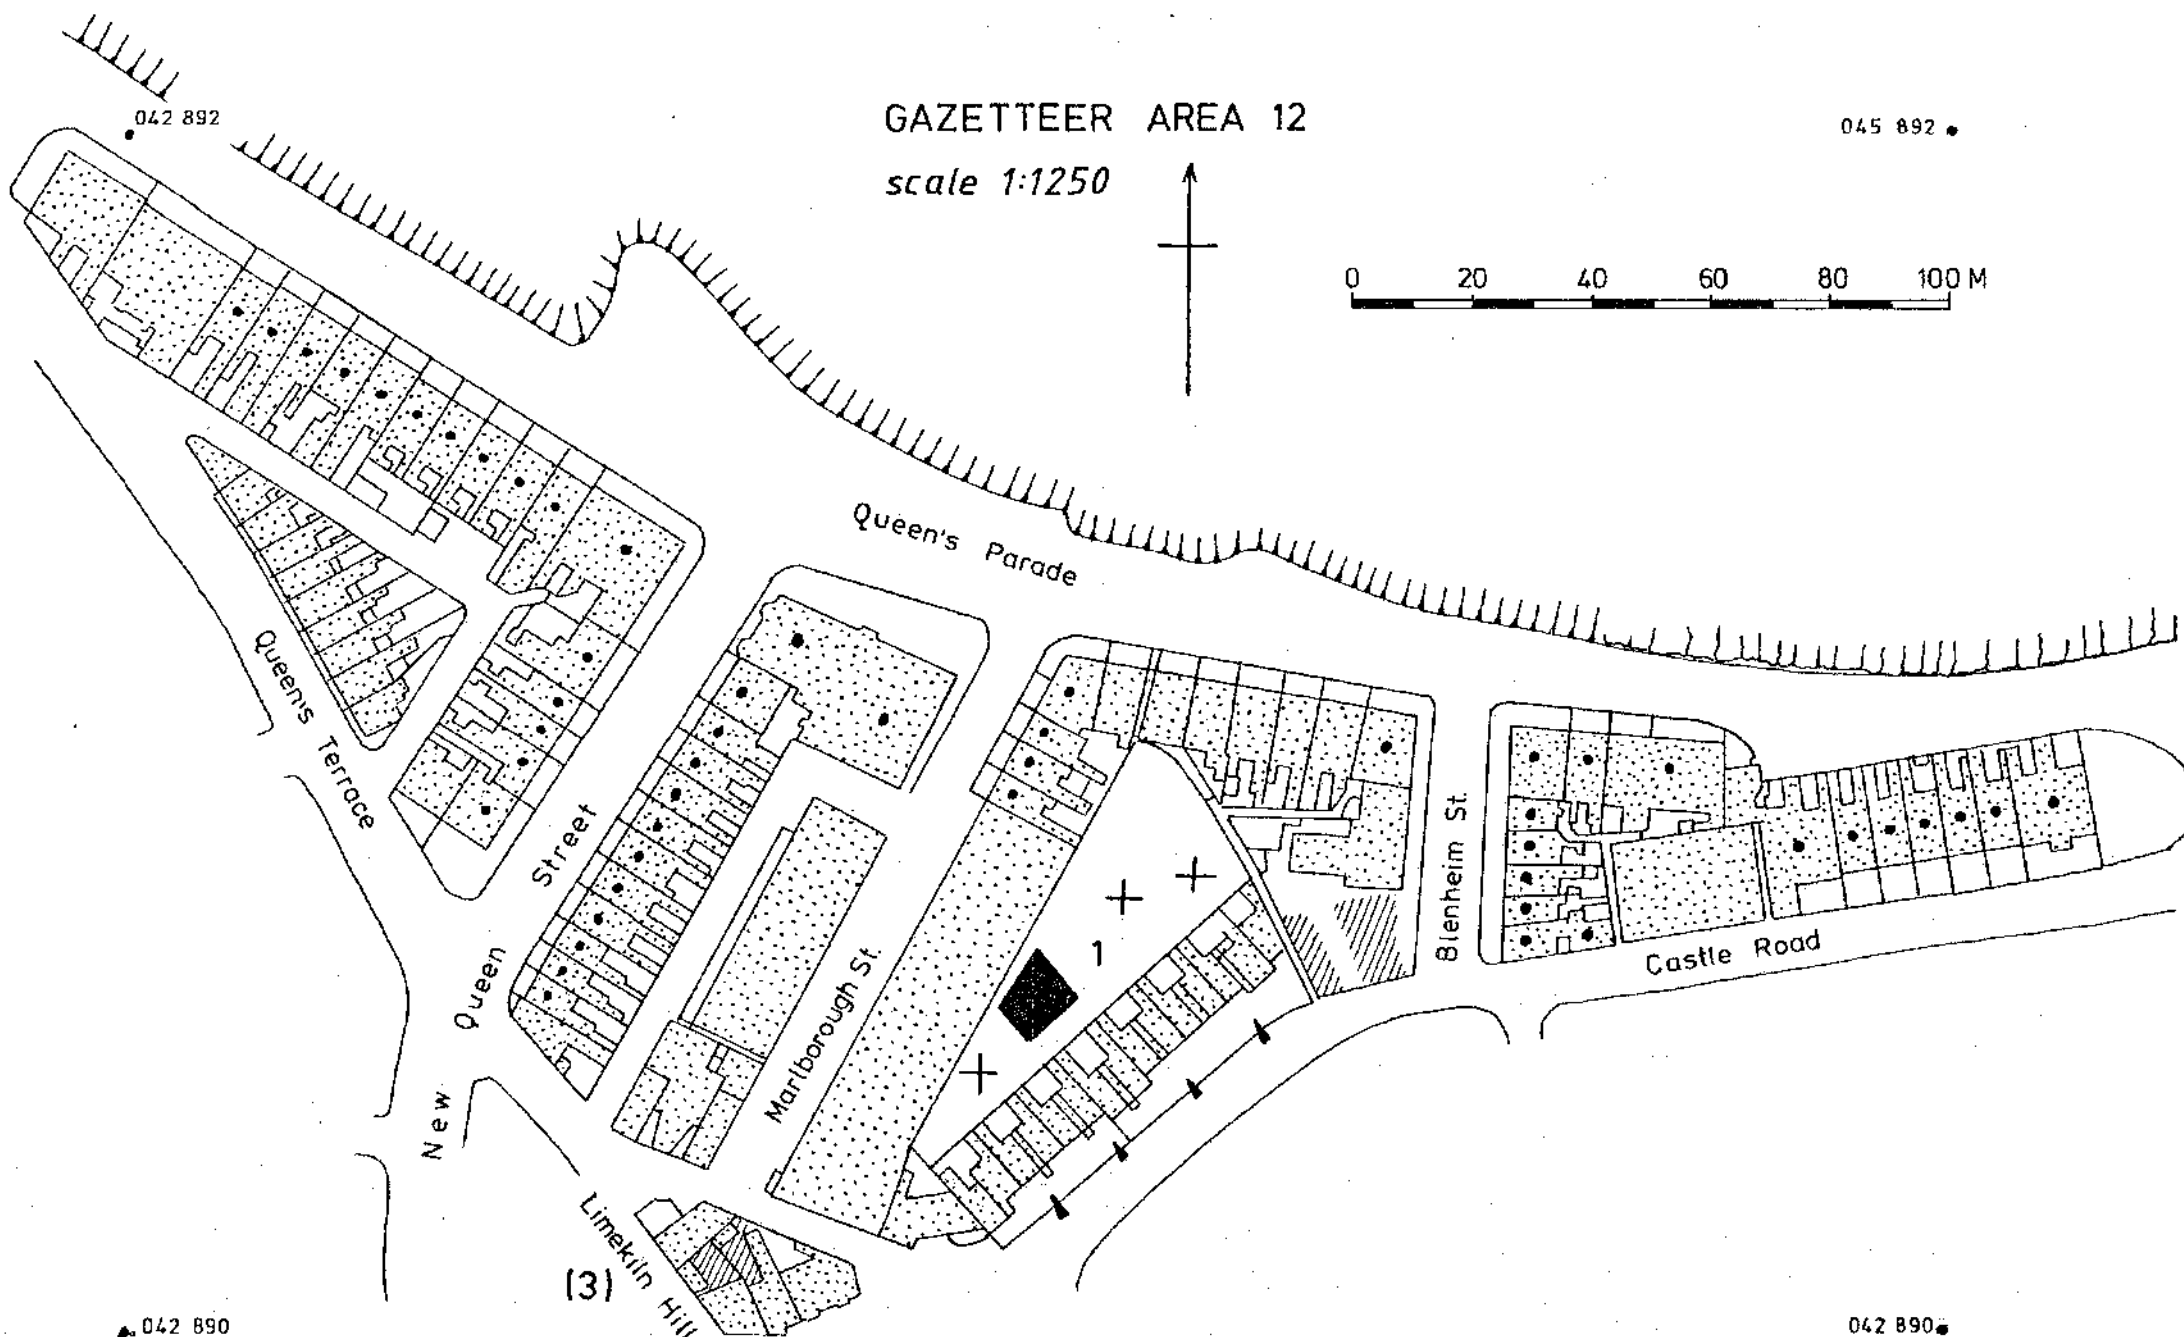 042 892
GAZETTEER AREA 12
045 892
scale 1:1250
0 20 40 60 80 100 M
Queen's Parade
Queen's Terrace
Blenheim St.
New Queen Street
Castle Road
1
Marlborough St.
Limekiln Hill
(3)
042 890
042 890